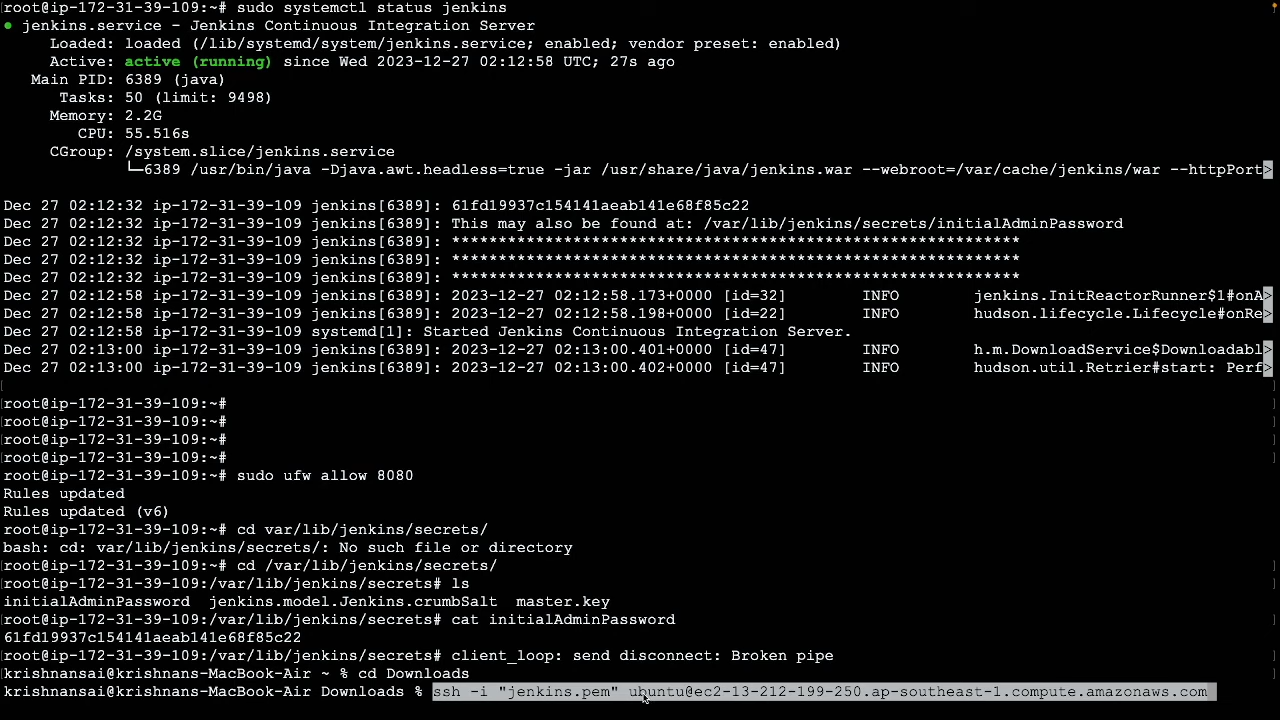 root@ip-172-31-39-109:~# sudo systemctl status jenkins
● jenkins.service - Jenkins Continuous Integration Server
Loaded: loaded (/lib/systemd/system/jenkins.service; enabled; vendor preset: enabled)
Active: active (running) since Wed 2023-12-27 02:12:58 UTC; 27s ago
Main PID: 6389 (java)
Tasks: 50 (limit: 9498)
Memory: 2.2G
CPU: 55.516s
CGroup: /system.slice/jenkins.service
└─6389 /usr/bin/java -Djava.awt.headless=true -jar /usr/share/java/jenkins.war --webroot=/var/cache/jenkins/war --httpPort>
Dec 27 02:12:32 ip-172-31-39-109 jenkins[6389]: 61fd19937c154141aeab141e68f85c22
Dec 27 02:12:32 ip-172-31-39-109 jenkins[6389]: This may also be found at: /var/lib/jenkins/secrets/initialAdminPassword
Dec 27 02:12:32 ip-172-31-39-109 jenkins[6389]: *************************************************************
Dec 27 02:12:32 ip-172-31-39-109 jenkins[6389]: *************************************************************
Dec 27 02:12:32 ip-172-31-39-109 jenkins[6389]: *************************************************************
Dec 27 02:12:58 ip-172-31-39-109 jenkins[6389]: 2023-12-27 02:12:58.173+0000 [id=32] INFO jenkins.InitReactorRunner$1#onA>
Dec 27 02:12:58 ip-172-31-39-109 jenkins[6389]: 2023-12-27 02:12:58.198+0000 [id=22] INFO hudson.lifecycle.Lifecycle#onRe>
Dec 27 02:12:58 ip-172-31-39-109 systemd[1]: Started Jenkins Continuous Integration Server.
Dec 27 02:13:00 ip-172-31-39-109 jenkins[6389]: 2023-12-27 02:13:00.401+0000 [id=47] INFO h.m.DownloadService$Downloadabl>
Dec 27 02:13:00 ip-172-31-39-109 jenkins[6389]: 2023-12-27 02:13:00.402+0000 [id=47] INFO hudson.util.Retrier#start: Perf>
root@ip-172-31-39-109:~#
root@ip-172-31-39-109:~#
root@ip-172-31-39-109:~#
root@ip-172-31-39-109:~#
root@ip-172-31-39-109:~# sudo ufw allow 8080
Rules updated
Rules updated (v6)
root@ip-172-31-39-109:~# cd var/lib/jenkins/secrets/
bash: cd: var/lib/jenkins/secrets/: No such file or directory
root@ip-172-31-39-109:~# cd /var/lib/jenkins/secrets/
root@ip-172-31-39-109:/var/lib/jenkins/secrets# ls
initialAdminPassword jenkins.model.Jenkins.crumbSalt master.key
root@ip-172-31-39-109:/var/lib/jenkins/secrets# cat initialAdminPassword
61fd19937c154141aeab141e68f85c22
root@ip-172-31-39-109:/var/lib/jenkins/secrets# client_loop: send disconnect: Broken pipe
krishnansai@krishnans-MacBook-Air ~ % cd Downloads
krishnansai@krishnans-MacBook-Air Downloads % ssh -i "jenkins.pem" ubuntu@ec2-13-212-199-250.ap-southeast-1.compute.amazonaws.com